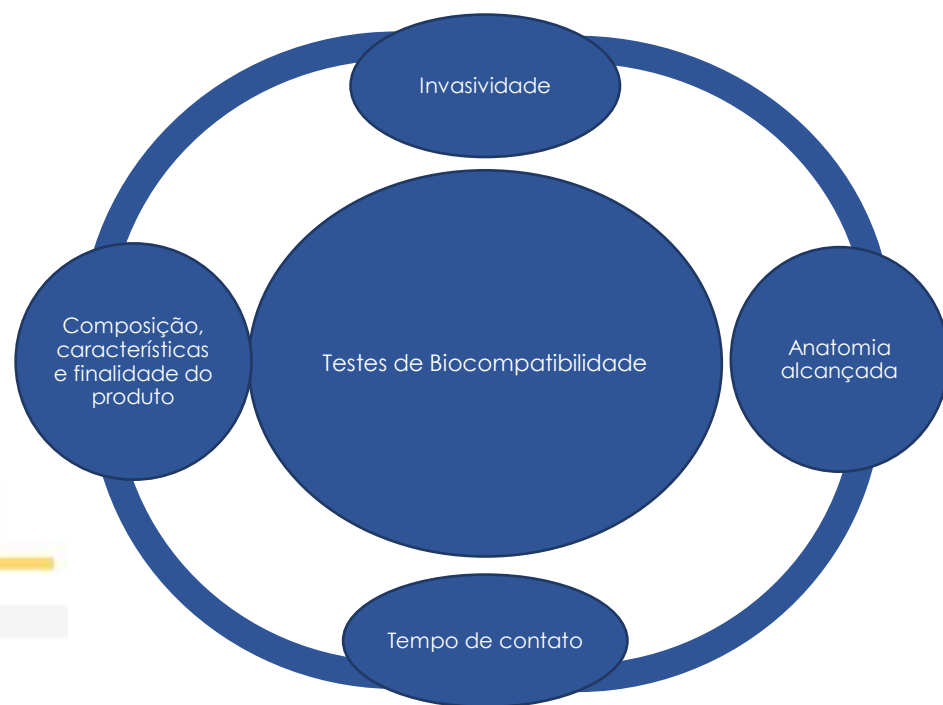 Invasividade
Composição,
características
e finalidade do
produto
Testes de Biocompatibilidade
Anatomia
alcançada
Tempo de contato